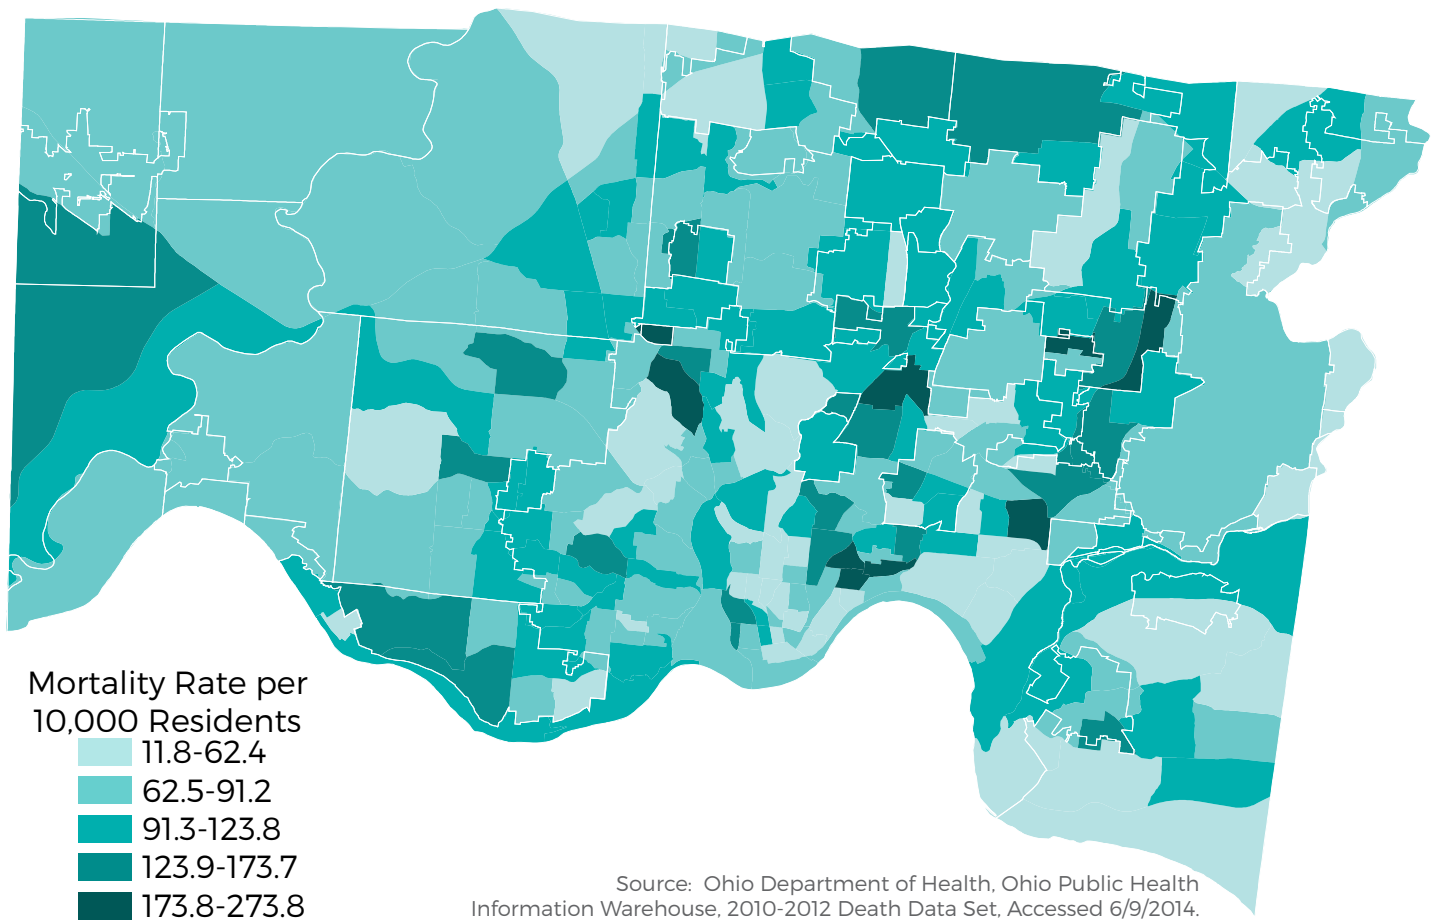 Mortality Rate per
10,000 Residents
11.8-62.4
62.5-91.2
91.3-123.8
123.9-173.7
173.8-273.8
Source:  Ohio Department of Health, Ohio Public Health
Information Warehouse, 2010-2012 Death Data Set, Accessed 6/9/2014.